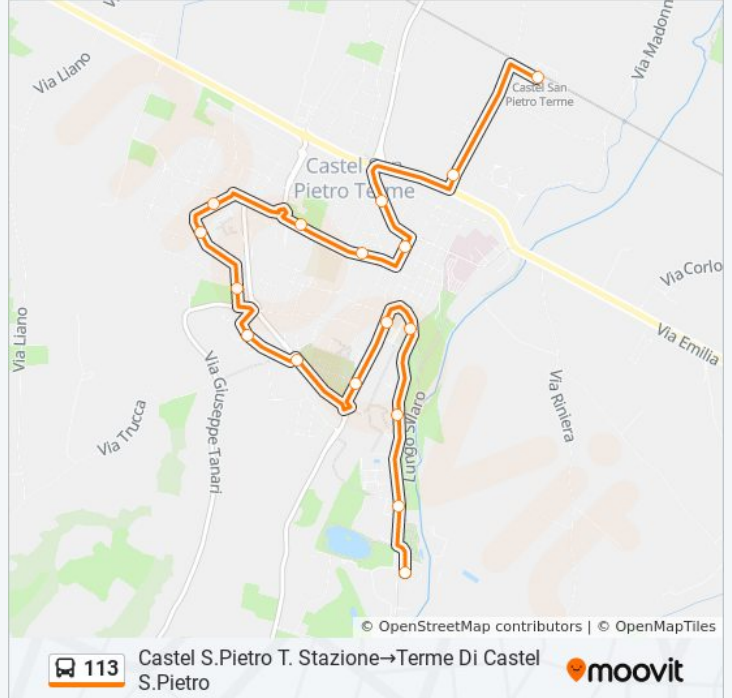 Via Liano
Via Madonn
Castel San
Pietro Terme
Castel San
Pietro Terme
Via Corlo
Via Emilia
Via Liano
Via Giuseppe Tanari
Via Riniera
Via Trucca
Lungo Sillaro
© OpenStreetMap contributors | © OpenMapTiles
113
Castel S.Pietro T. Stazione→Terme Di Castel
S.Pietro
moovit